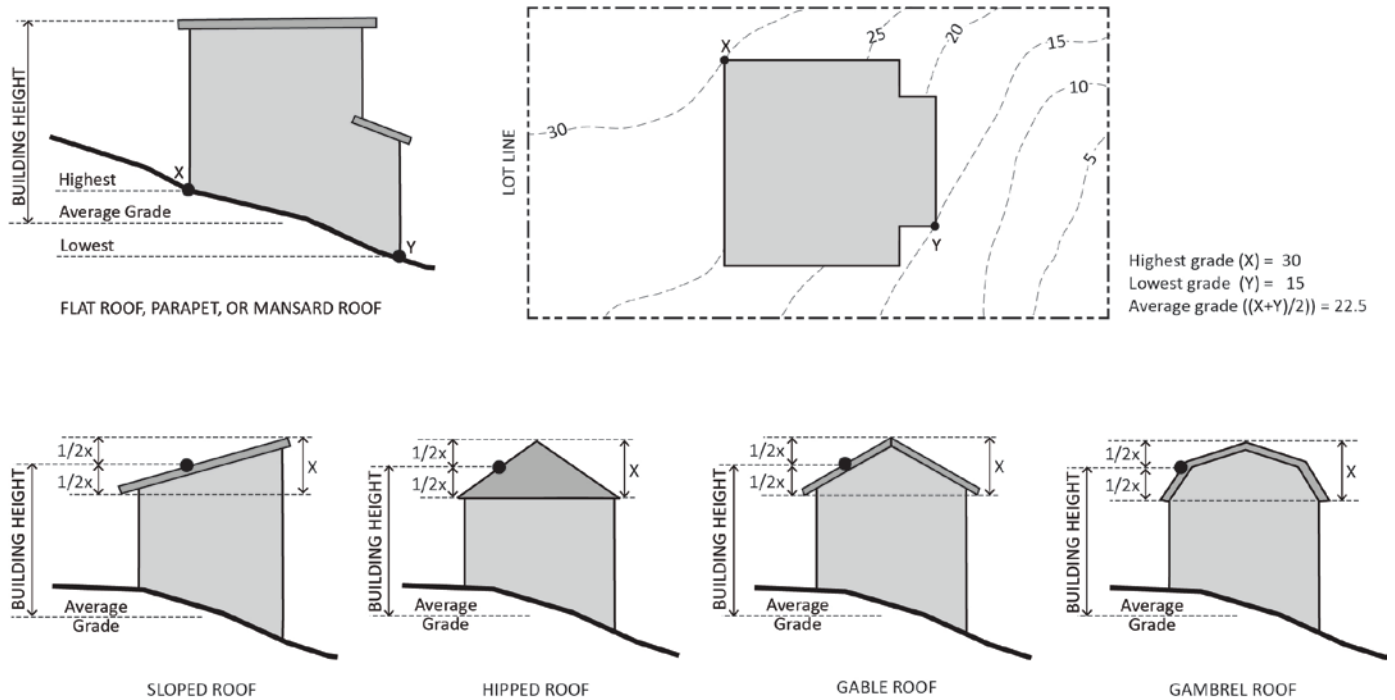 BUILDING HEIGHT
Highest
X
Average Grade
Lowest
Y
FLAT ROOF, PARAPET, OR MANSARD ROOF
LOT LINE
X
30
25
20
15
10
5
Y
Highest grade (X) = 30
Lowest grade (Y) = 15
Average grade ((X+Y)/2)) = 22.5
BUILDING HEIGHT
1/2x
1/2x
X
Average
Grade
SLOPED ROOF
BUILDING HEIGHT
1/2x
1/2x
X
Average
Grade
HIPPED ROOF
BUILDING HEIGHT
1/2x
1/2x
X
Average
Grade
GABLE ROOF
BUILDING HEIGHT
1/2x
1/2x
X
Average
Grade
GAMBREL ROOF